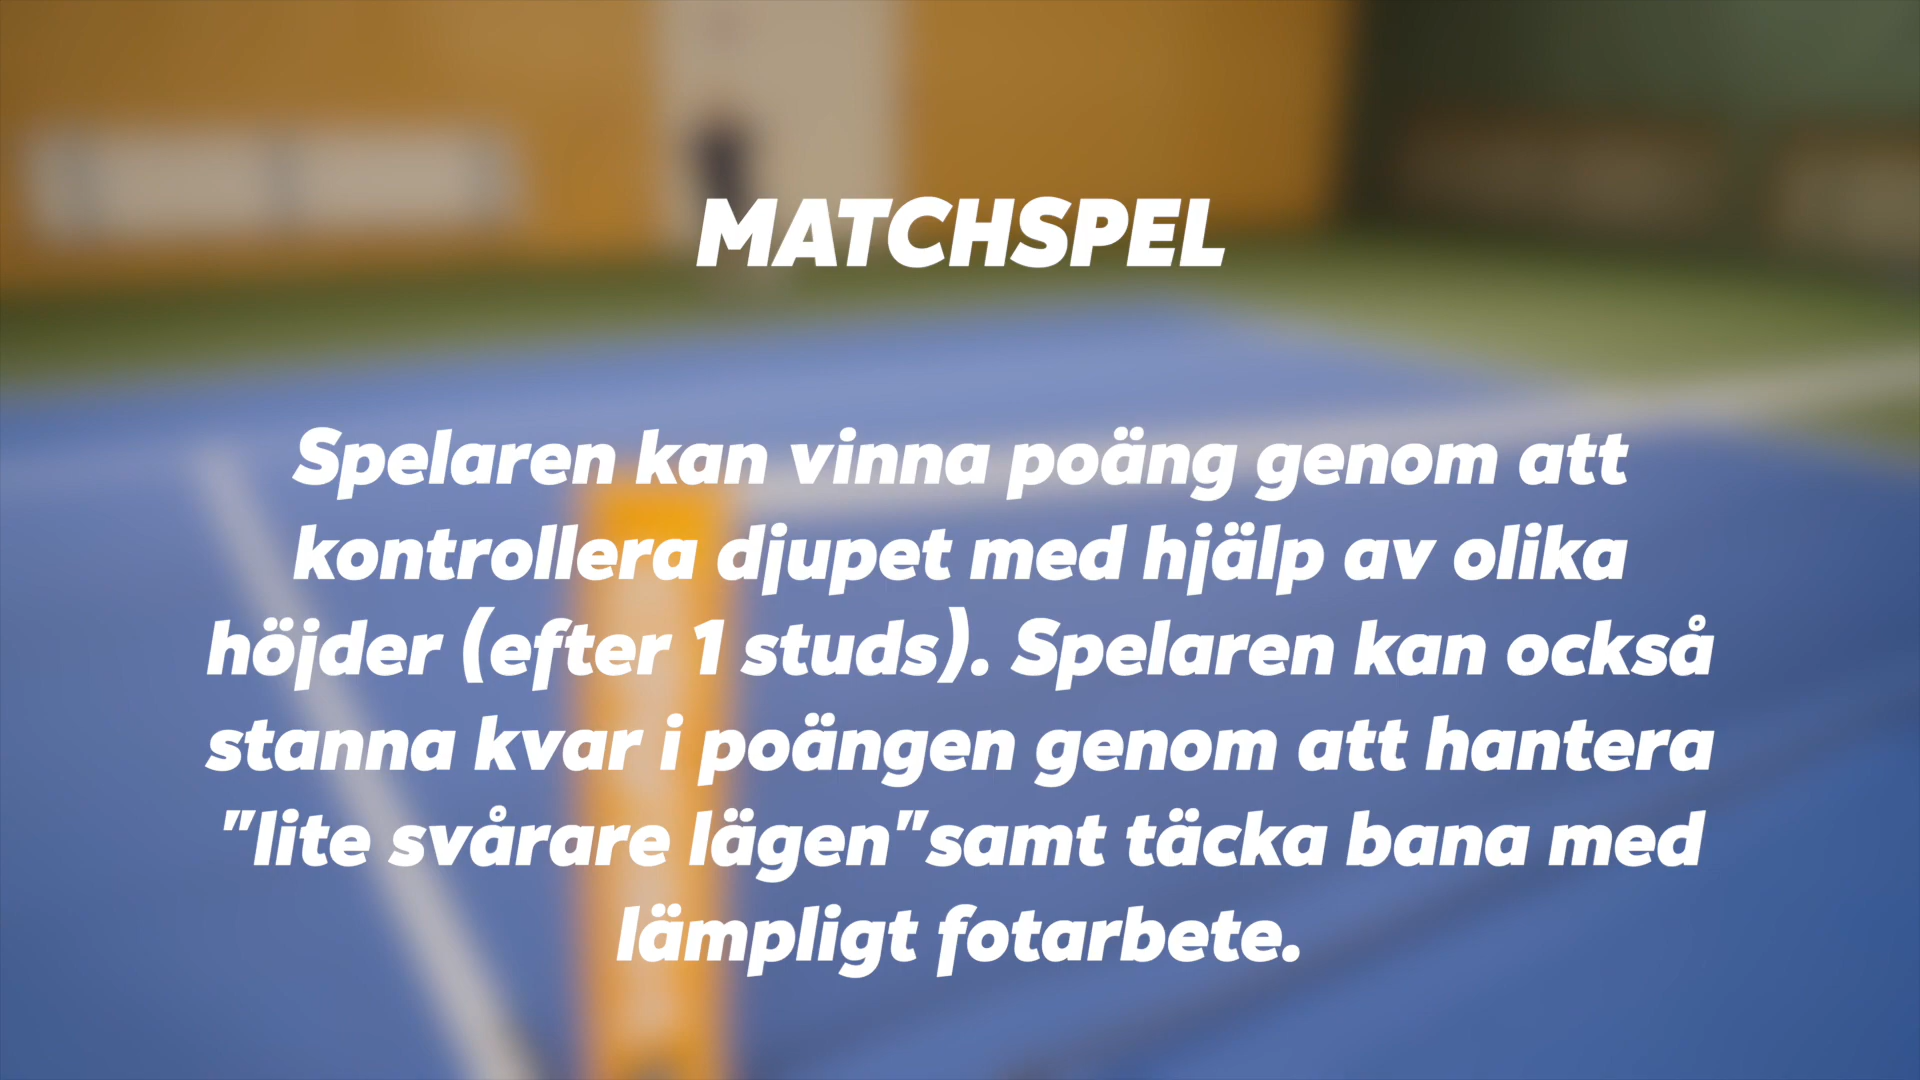 MATCHSPEL
Spelaren kan vinna poäng genom att
kontrollera djupet med hjälp av olika
höjder (efter 1 studs). Spelaren kan också
stanna kvar i poängen genom att hantera
”lite svårare lägen”samt täcka bana med
lämpligt fotarbete.